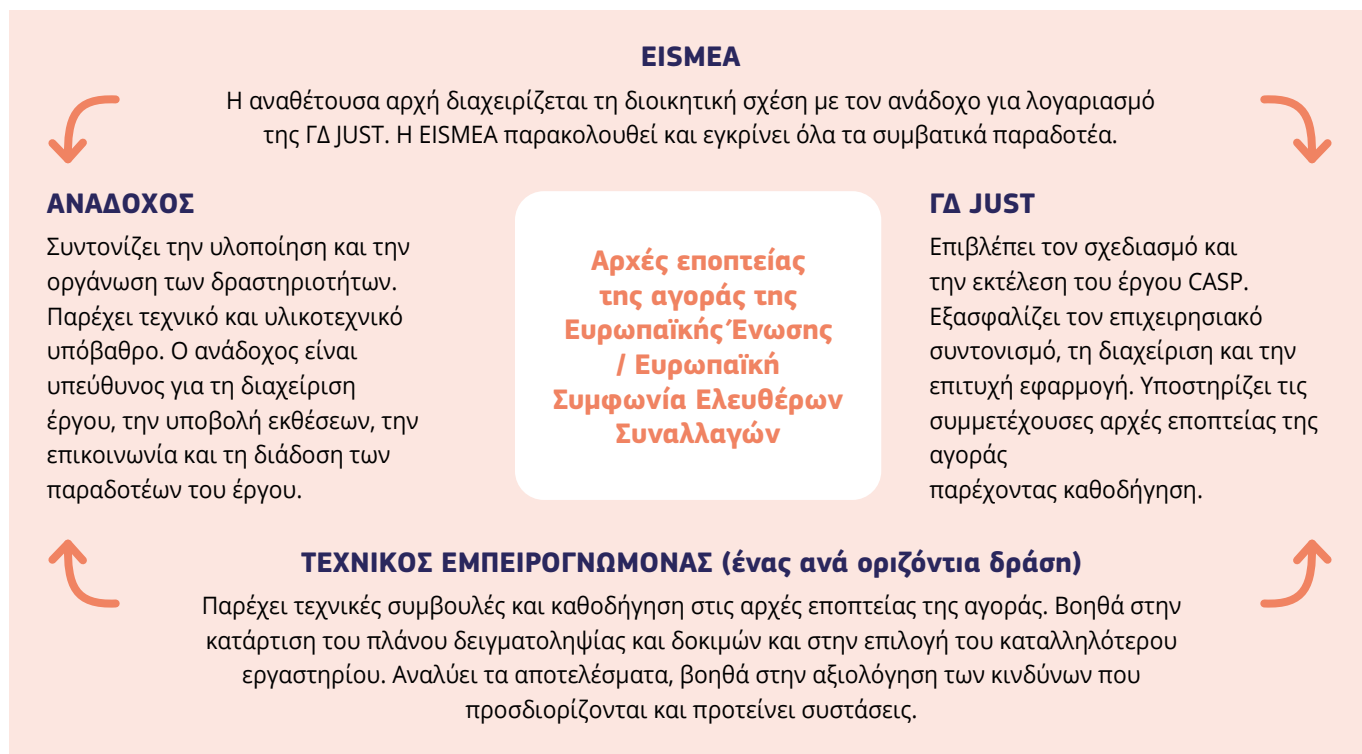 EISMEA
Η αναθέτουσα αρχή διαχειρίζεται τη διοικητική σχέση με τον ανάδοχο για λογαριασμό
της ΓΔ JUST. Η EISMEA παρακολουθεί και εγκρίνει όλα τα συμβατικά παραδοτέα.
ΑΝΑΔΟΧΟΣ
Συντονίζει την υλοποίηση και την
οργάνωση των δραστηριοτήτων.
Παρέχει τεχνικό και υλικοτεχνικό
υπόβαθρο. Ο ανάδοχος είναι
υπεύθυνος για τη διαχείριση
έργου, την υποβολή εκθέσεων, την
επικοινωνία και τη διάδοση των
παραδοτέων του έργου.
Αρχές εποπτείας
της αγοράς της
Ευρωπαϊκής Ένωσης
/ Ευρωπαϊκή
Συμφωνία Ελευθέρων
Συναλλαγών
ΓΔ JUST
Επιβλέπει τον σχεδιασμό και
την εκτέλεση του έργου CASP.
Εξασφαλίζει τον επιχειρησιακό
συντονισμό, τη διαχείριση και την
επιτυχή εφαρμογή. Υποστηρίζει τις
συμμετέχουσες αρχές εποπτείας της
αγοράς
παρέχοντας καθοδήγηση.
ΤΕΧΝΙΚΟΣ ΕΜΠΕΙΡΟΓΝΩΜΟΝΑΣ (ένας ανά οριζόντια δράση)
Παρέχει τεχνικές συμβουλές και καθοδήγηση στις αρχές εποπτείας της αγοράς. Βοηθά στην
κατάρτιση του πλάνου δειγματοληψίας και δοκιμών και στην επιλογή του καταλληλότερου
εργαστηρίου. Αναλύει τα αποτελέσματα, βοηθά στην αξιολόγηση των κινδύνων που
προσδιορίζονται και προτείνει συστάσεις.